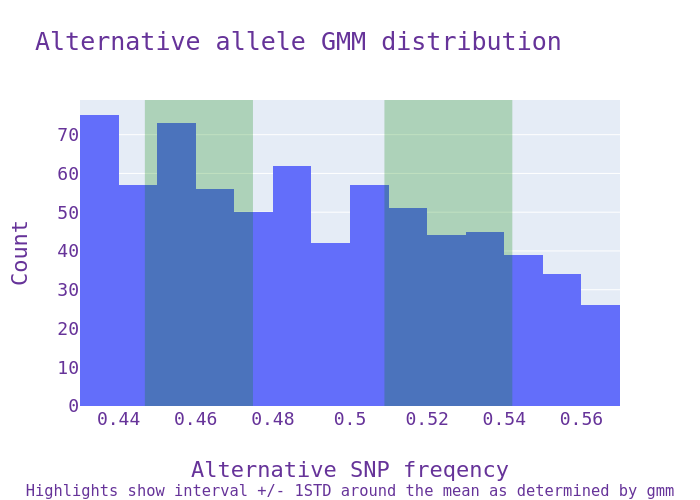 Alternative allele GMM distribution
Count
70
60
50
40
30
20
10
0
0.44 0.46 0.48 0.5 0.52 0.54 0.56
Alternative SNP freqency
Highlights show interval +/- 1STD around the mean as determined by gmm